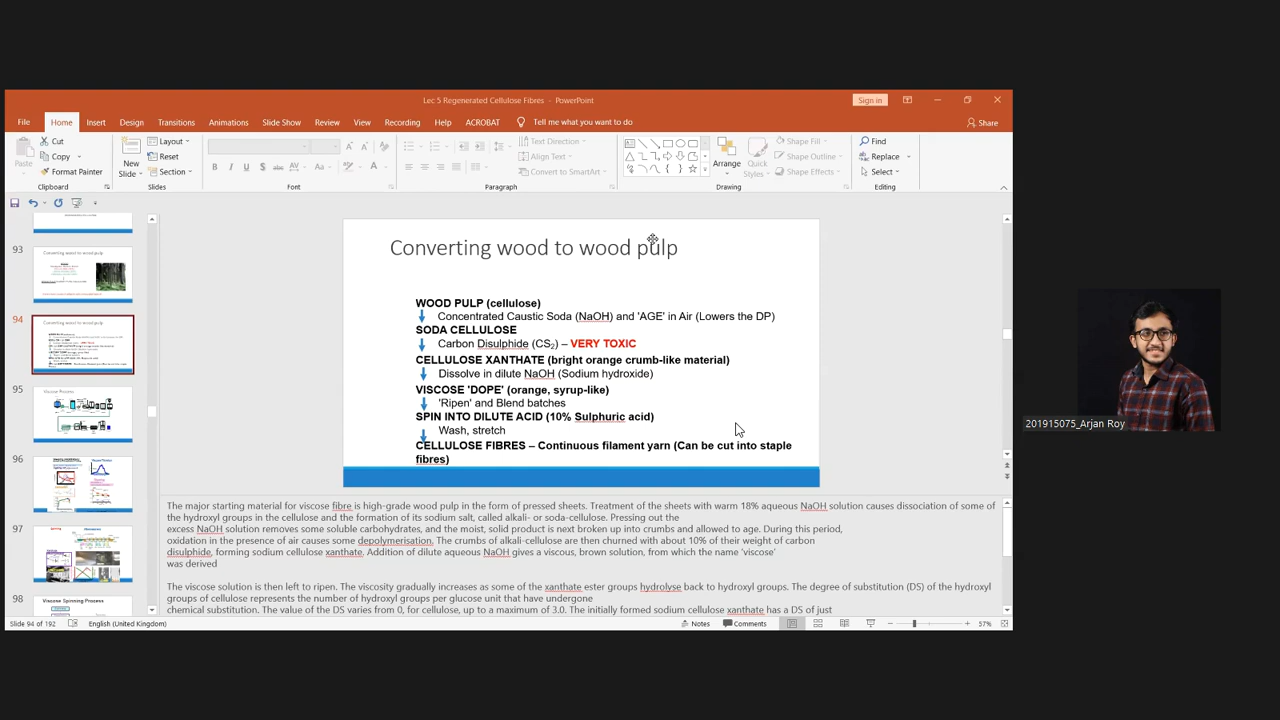 Lec 5 Regenerated Cellulose Fibres - PowerPoint
Sign in
File Home Insert Design Transitions Animations Slide Show Review View Recording Help ACROBAT Tell me what you want to do
Share
Paste
Cut
Copy
Format Painter
Clipboard
New Slide
Layout
Reset
Section
Slides
Font
Paragraph
Text Direction
Align Text
Convert to SmartArt
Arrange
Quick Styles
Shape Fill
Shape Outline
Shape Effects
Drawing
Find
Replace
Select
Editing
93
Converting wood to wood pulp
94
Converting wood to wood pulp
95
Viscose Process
96
97
98
Viscose Spinning Process
Converting wood to wood pulp
WOOD PULP (cellulose)
Concentrated Caustic Soda (NaOH) and 'AGE' in Air (Lowers the DP)
SODA CELLULOSE
Carbon Disulphide (CS2) – VERY TOXIC
CELLULOSE XANTHATE (bright orange crumb-like material)
Dissolve in dilute NaOH (Sodium hydroxide)
VISCOSE 'DOPE' (orange, syrup-like)
'Ripen' and Blend batches
SPIN INTO DILUTE ACID (10% Sulphuric acid)
Wash, stretch
CELLULOSE FIBRES – Continuous filament yarn (Can be cut into staple
fibres)
The major starting material for viscose fibre is high-grade wood pulp in the form of pressed sheets. Treatment of the sheets with warm 18% aqueous NaOH solution causes dissociation of some of
the hydroxyl groups in the cellulose and the formation of its sodium salt, called alkali- or soda-cellulose. Pressing out the
excess NaOH solution removes some soluble carbohydrates, and the moist, solid product is next broken up into crumbs and allowed to age. During this period,
oxidation in the presence of air causes some depolymerisation. The crumbs of alkali-cellulose are then churned with about 10% of their weight of carbon
disulphide, forming sodium cellulose xanthate. Addition of dilute aqueous NaOH gives a viscous, brown solution, from which the name 'viscose'
was derived
The viscose solution is then left to ripen. The viscosity gradually increases as some of the xanthate ester groups hydrolyse back to hydroxyl groups. The degree of substitution (DS) of the hydroxyl
groups of cellulose represents the number of hydroxyl groups per glucose unit that have undergone
chemical substitution. The value of the DS varies from 0, for cellulose, up to a maximum of 3.0. The initially formed sodium cellulose xanthate has a DS of just
Slide 94 of 192
English (United Kingdom)
Notes
Comments
57%
201915075_Arjan Roy